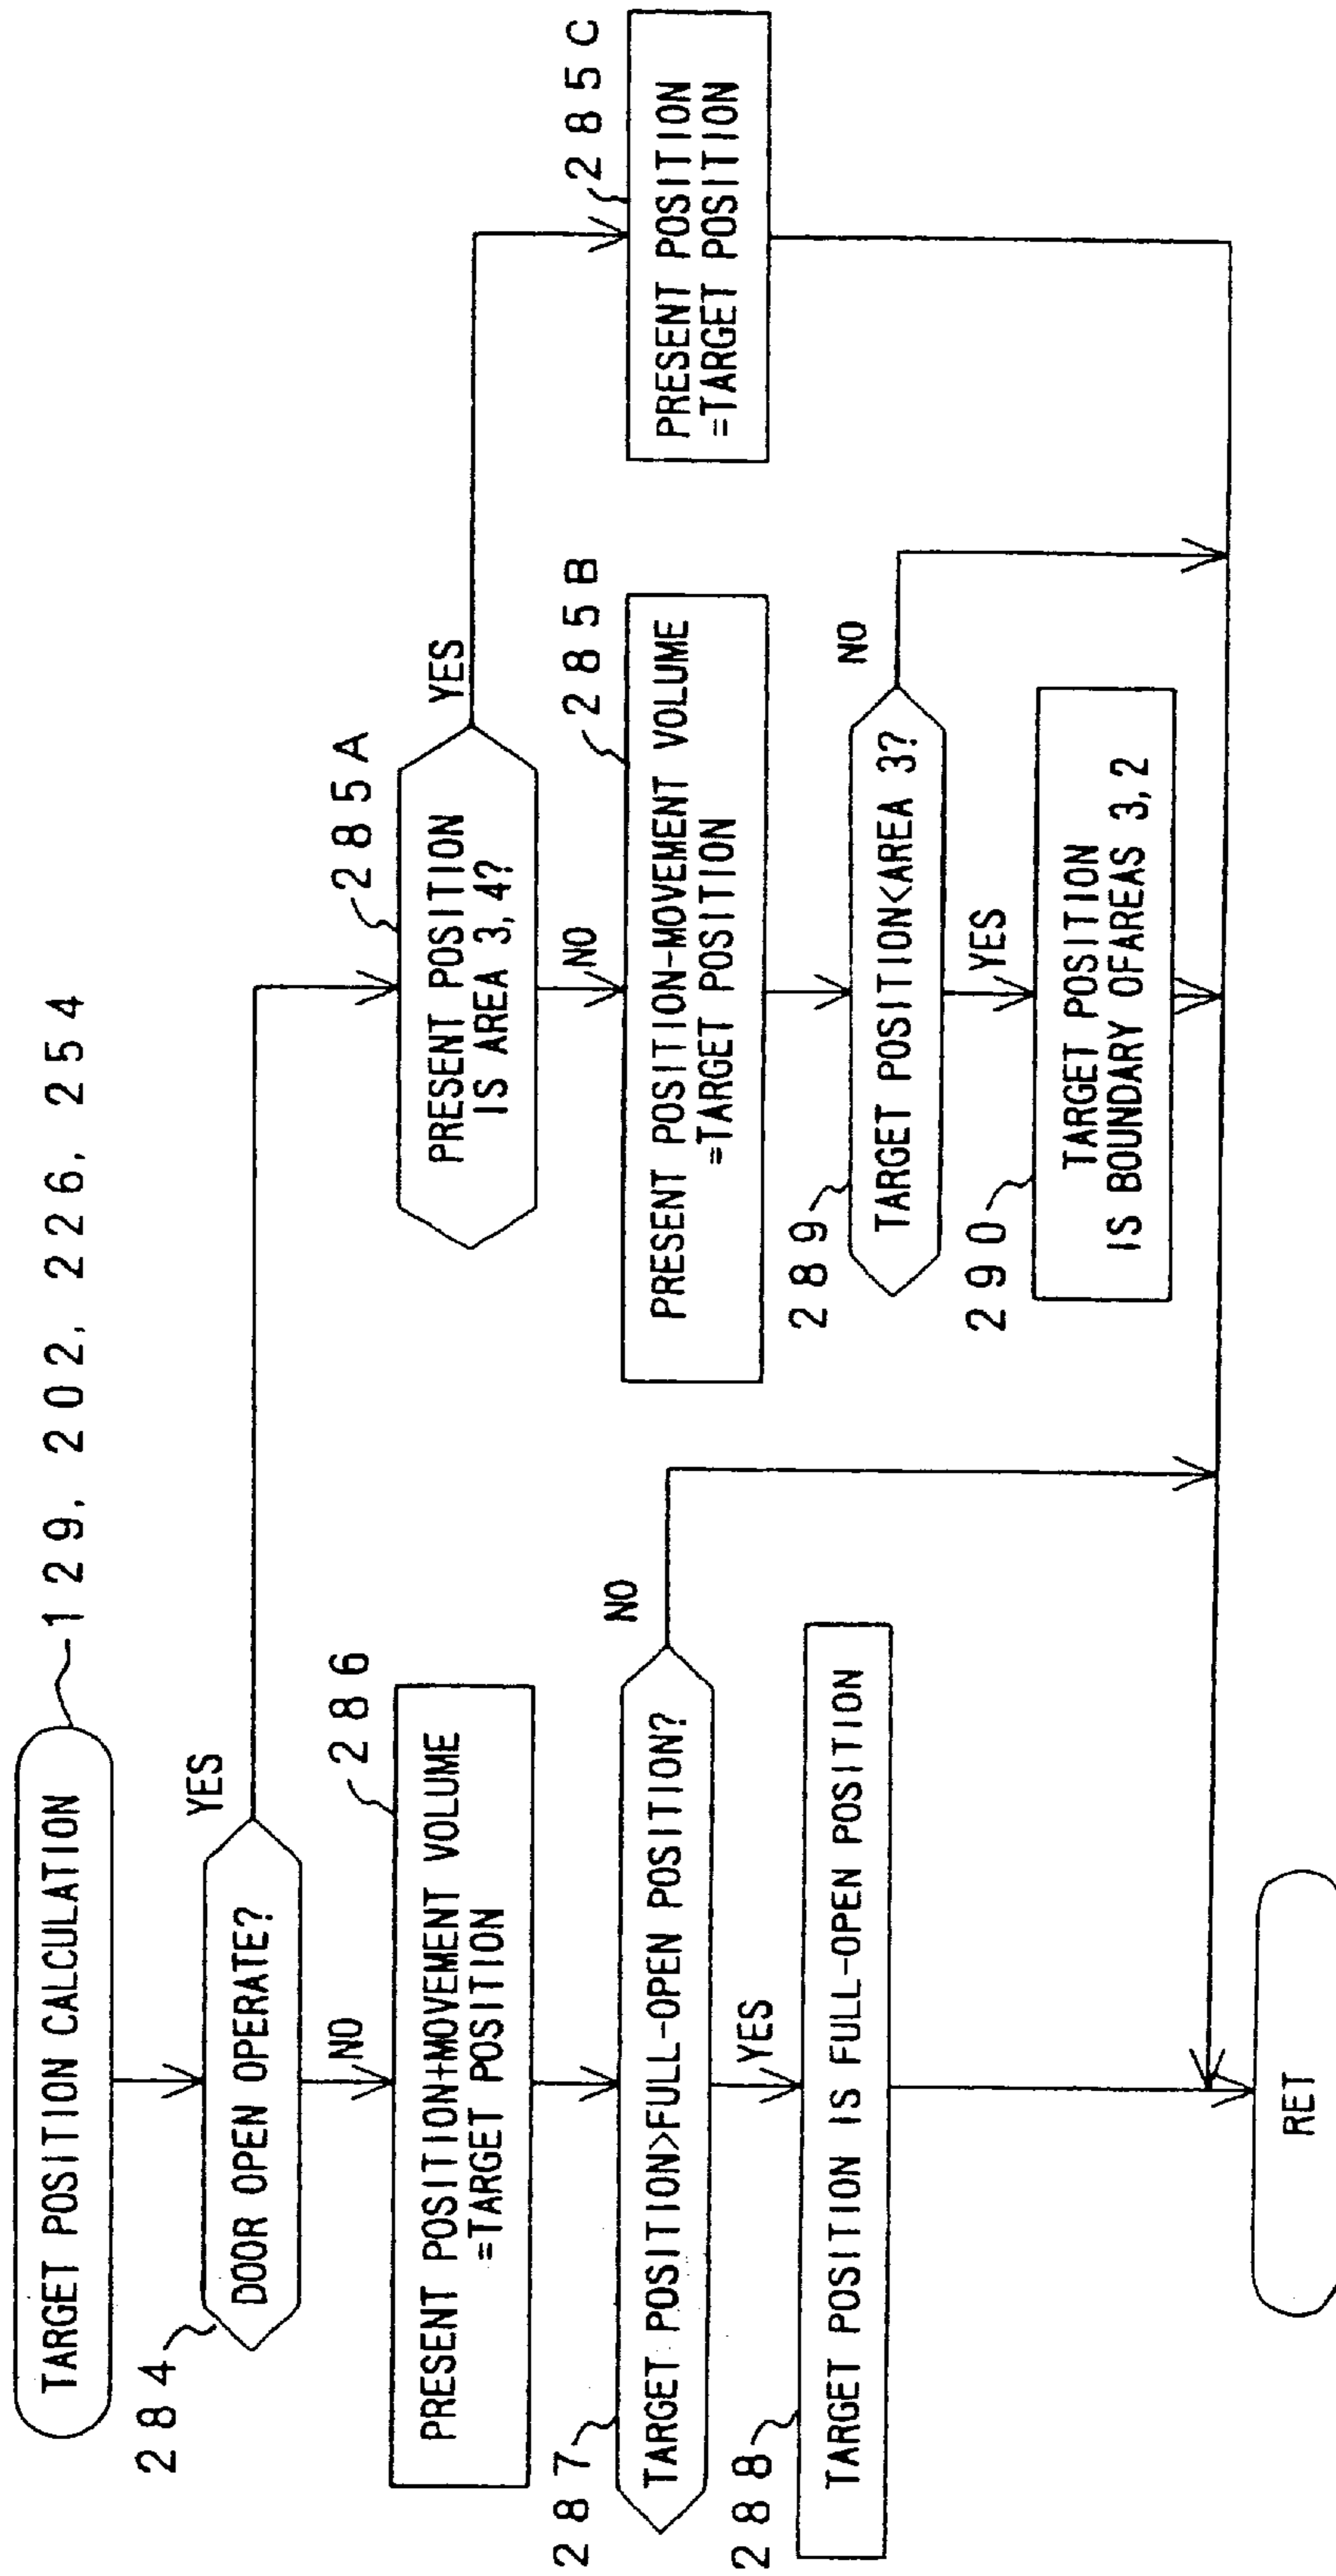 TARGET POSITION CALCULATION
129, 202, 226, 254
284
DOOR OPEN OPERATE?
YES
NO
286
PRESENT POSITION+MOVEMENT VOLUME
=TARGET POSITION
287
TARGET POSITION>FULL-OPEN POSITION?
NO
YES
288
TARGET POSITION IS FULL-OPEN POSITION
285A
PRESENT POSITION
IS AREA 3,4?
YES
NO
285B
PRESENT POSITION-MOVEMENT VOLUME
=TARGET POSITION
285C
PRESENT POSITION
=TARGET POSITION
289
TARGET POSITION<AREA 3?
NO
YES
290
TARGET POSITION
IS BOUNDARY OFAREAS 3,2
RET